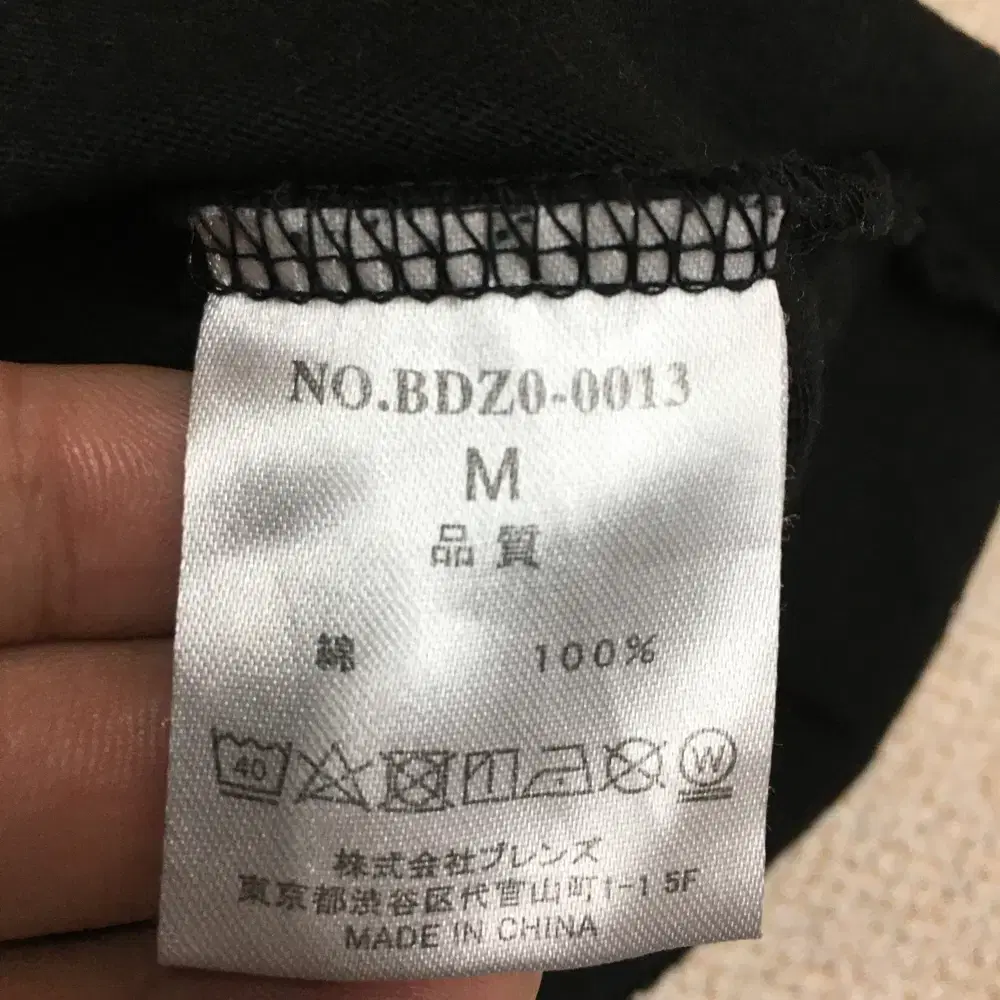 NO.BDZ0-0013
M
品質
綿 100%
40 W
株式会社ブレンズ
東京都渋谷区代官山町1-1 5F
MADE IN CHINA